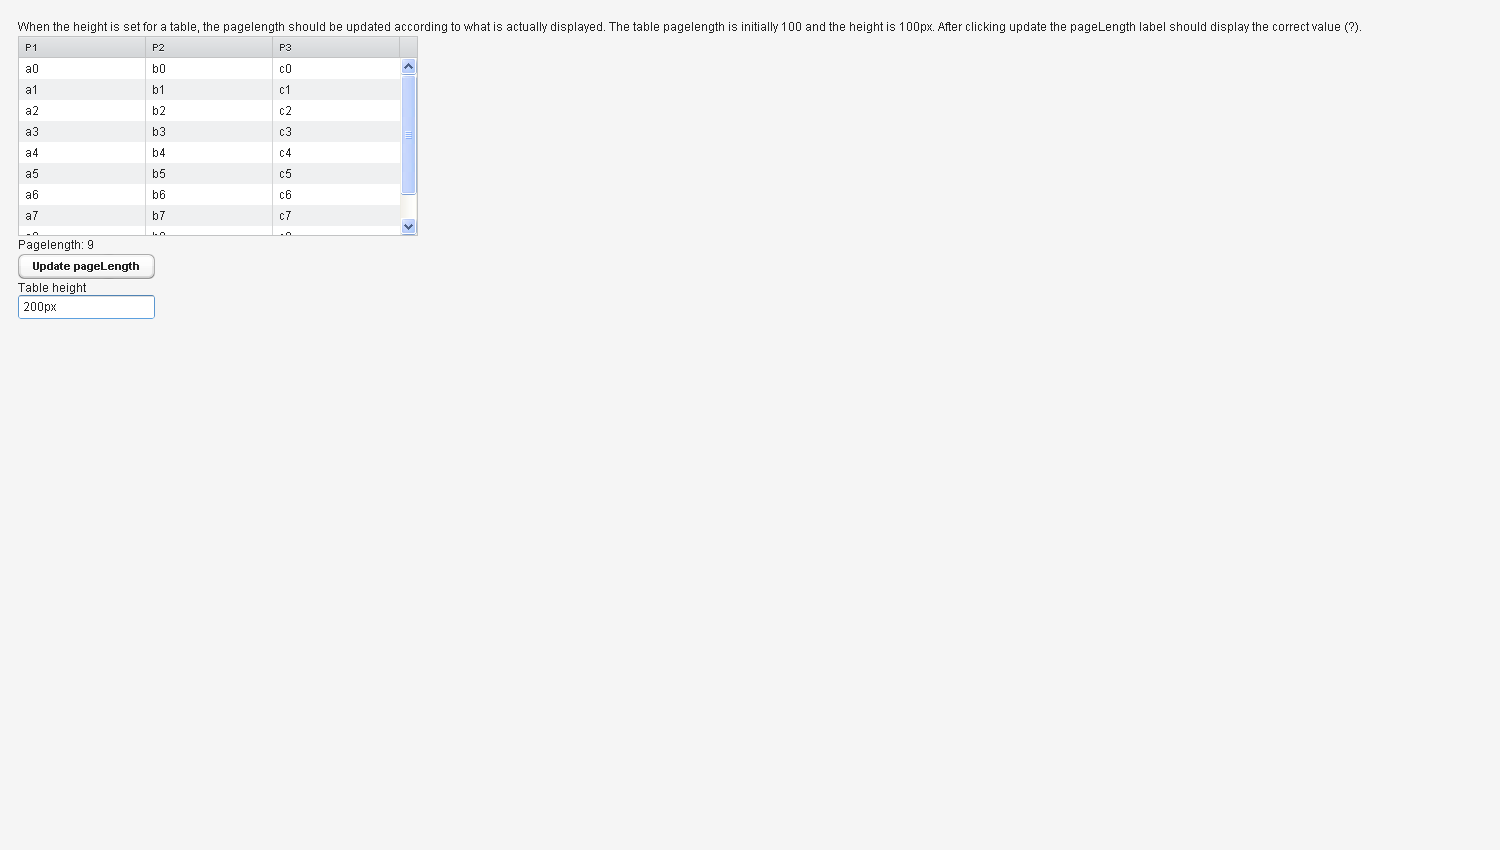 When the height is set for a table, the pagelength should be updated according to what is actually displayed. The table pagelength is initially 100 and the height is 100px. After clicking update the pageLength label should display the correct value (?).
P1 P2 P3
a0 b0 c0
a1 b1 c1
a2 b2 c2
a3 b3 c3
a4 b4 c4
a5 b5 c5
a6 b6 c6
a7 b7 c7
Pagelength: 9
Update pageLength
Table height
200px